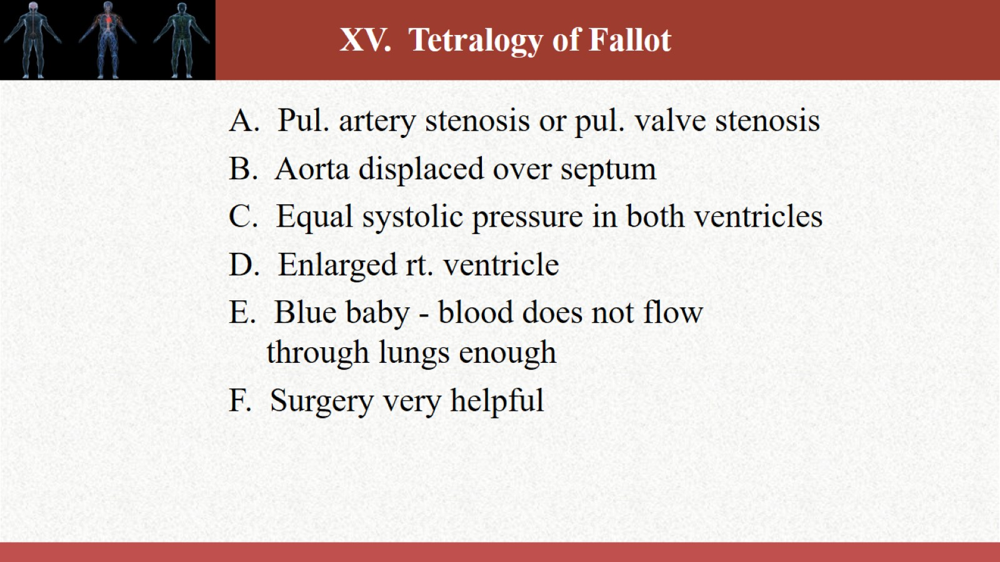 XV. Tetralogy of Fallot
A. Pul. artery stenosis or pul. valve stenosis
B. Aorta displaced over septum
C. Equal systolic pressure in both ventricles
D. Enlarged rt. ventricle
E. Blue baby - blood does not flow
through lungs enough
F. Surgery very helpful